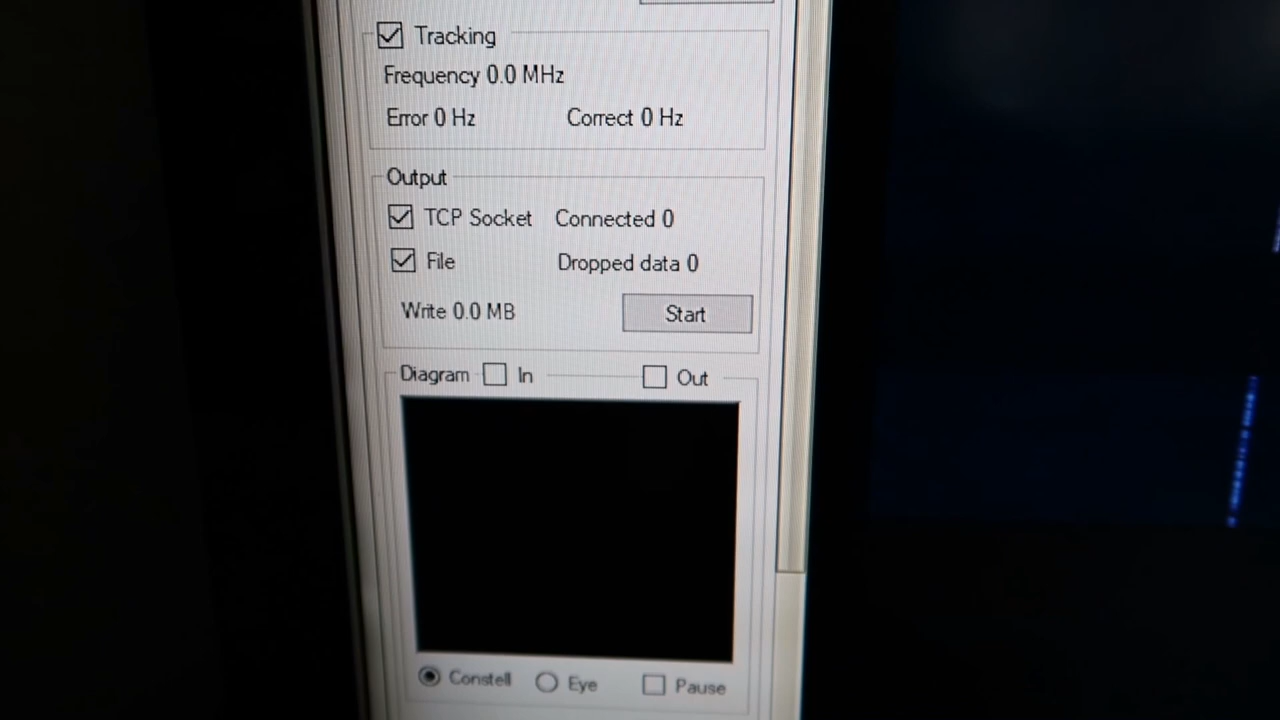 Tracking
Frequency 0.0 MHz
Error 0 Hz Correct 0 Hz
Output
TCP Socket Connected 0
File Dropped data 0
Write 0.0 MB Start
Diagram In Out
Constell Eye Pause